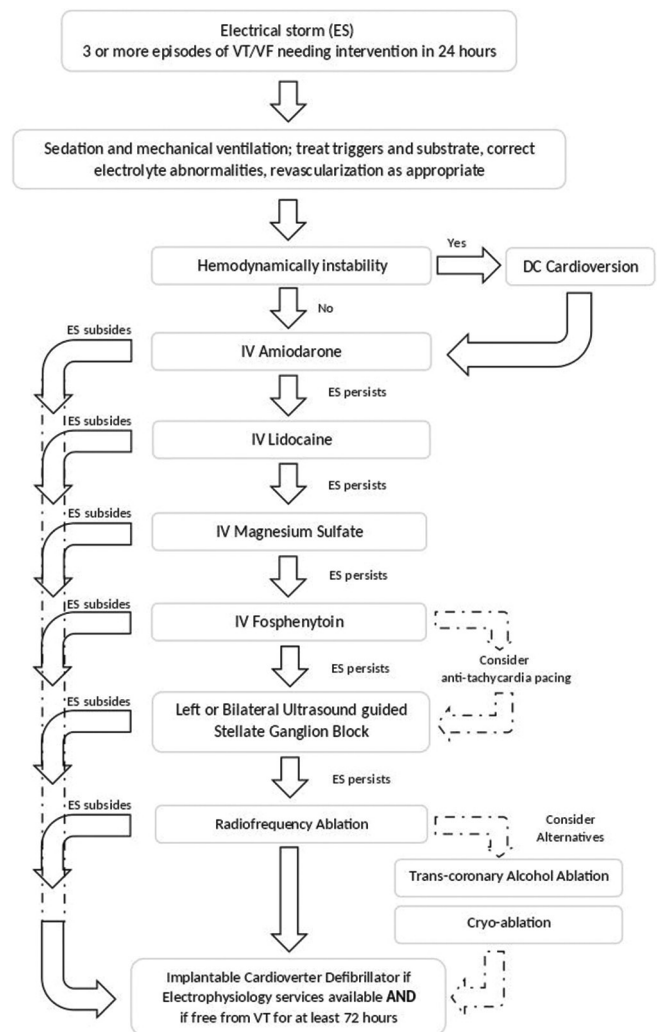 Electrical storm (ES)
3 or more episodes of VT/VF needing intervention in 24 hours
Sedation and mechanical ventilation; treat triggers and substrate, correct
electrolyte abnormalities, revascularization as appropriate
Hemodynamically instability
Yes
DC Cardioversion
No
ES subsides
IV Amiodarone
ES persists
ES subsides
IV Lidocaine
ES persists
ES subsides
IV Magnesium Sulfate
ES persists
ES subsides
IV Fosphenytoin
Consider
anti-tachycardia pacing
ES persists
ES subsides
Left or Bilateral Ultrasound guided
Stellate Ganglion Block
ES persists
ES subsides
Radiofrequency Ablation
Consider
Alternatives
Trans-coronary Alcohol Ablation
Cryo-ablation
Implantable Cardioverter Defibrillator if
Electrophysiology services available AND
if free from VT for at least 72 hours